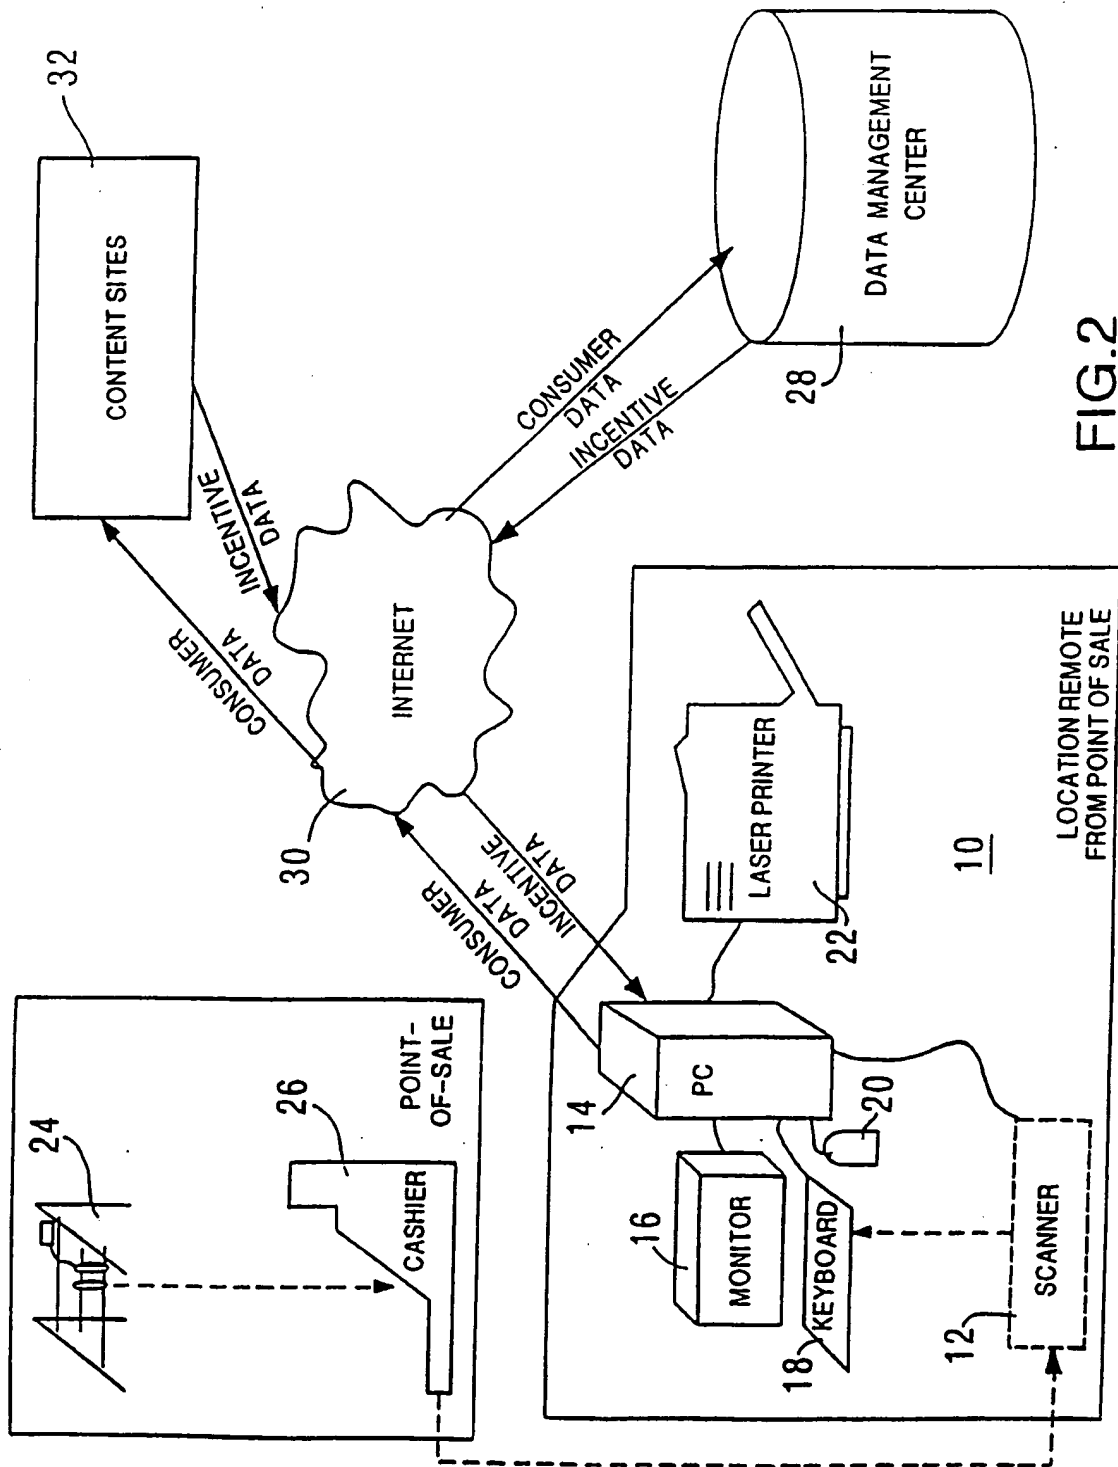 32
CONTENT SITES
CONSUMER
DATA
INCENTIVE
DATA
30
INTERNET
CONSUMER
DATA
INCENTIVE
DATA
DATA MANAGEMENT
CENTER
28
CONSUMER
DATA
INCENTIVE
DATA
24
26
CASHIER
POINT-
OF-SALE
14
PC
16
MONITOR
18
KEYBOARD
20
12
SCANNER
LASER PRINTER
22
10
LOCATION REMOTE
FROM POINT OF SALE
FIG.2